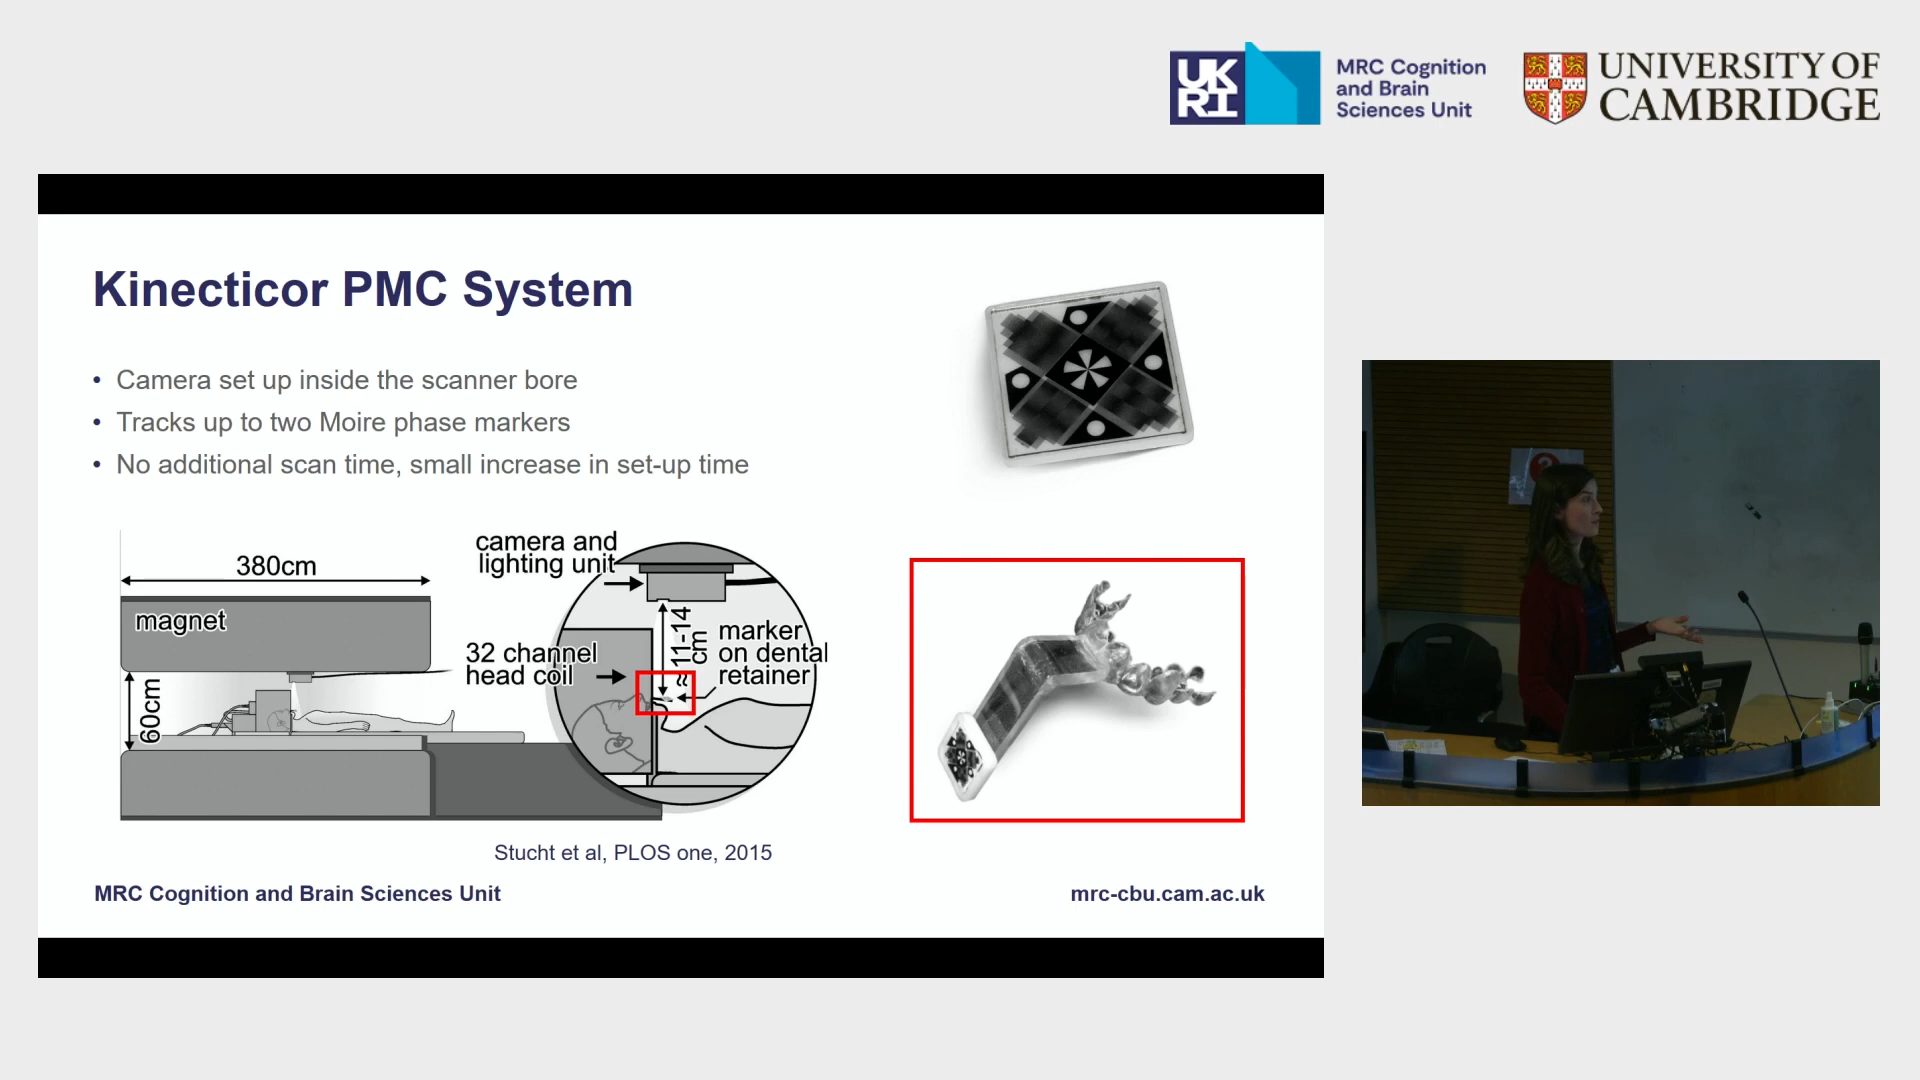 UK
RI
MRC Cognition
and Brain
Sciences Unit
UNIVERSITY OF
CAMBRIDGE
Kinecticor PMC System
• Camera set up inside the scanner bore
• Tracks up to two Moire phase markers
• No additional scan time, small increase in set-up time
380cm
magnet
60cm
camera and
lighting unit
32 channel
head coil
≈11-14
cm
marker
on dental
retainer
Stucht et al, PLOS one, 2015
MRC Cognition and Brain Sciences Unit
mrc-cbu.cam.ac.uk